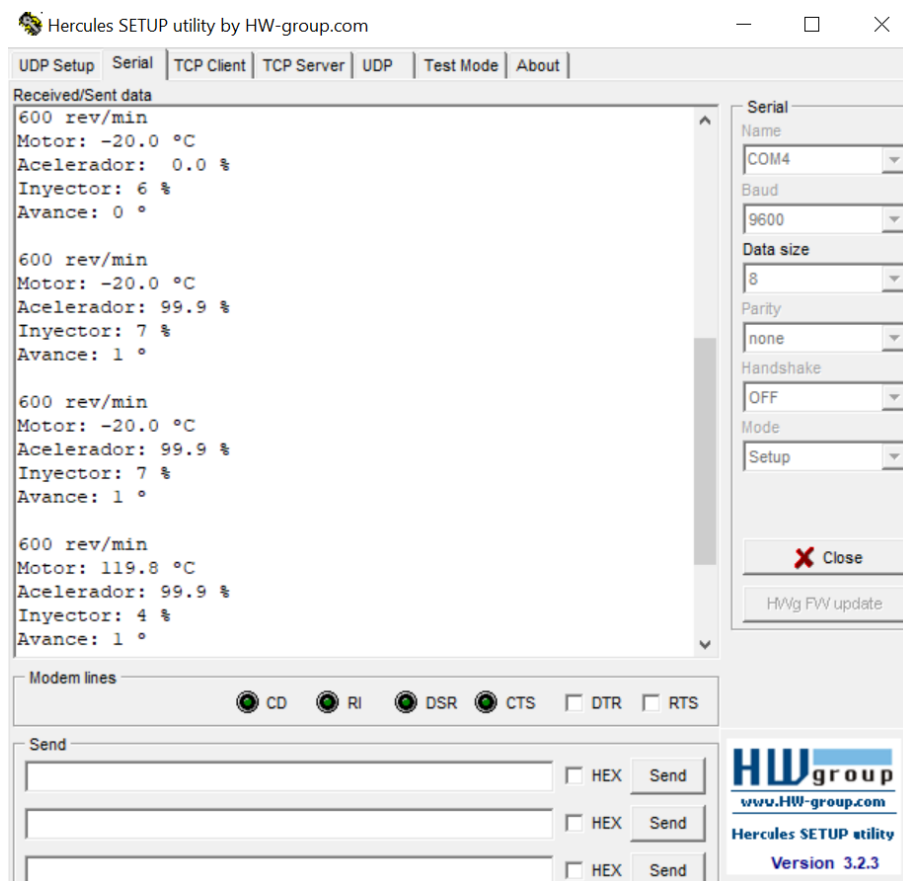 Hercules SETUP utility by HW-group.com
UDP Setup Serial TCP Client TCP Server UDP Test Mode About
Received/Sent data
600 rev/min
Motor: -20.0 °C
Acelerador:  0.0 %
Inyector: 6 %
Avance: 0 °
600 rev/min
Motor: -20.0 °C
Acelerador: 99.9 %
Inyector: 7 %
Avance: 1 °
600 rev/min
Motor: -20.0 °C
Acelerador: 99.9 %
Inyector: 7 %
Avance: 1 °
600 rev/min
Motor: 119.8 °C
Acelerador: 99.9 %
Inyector: 4 %
Avance: 1 °
Serial
Name
COM4
Baud
9600
Data size
8
Parity
none
Handshake
OFF
Mode
Setup
Close
HWg FW update
Modem lines
CD RI DSR CTS DTR RTS
Send
HEX Send
HEX Send
HEX Send
HWgroup
www.HW-group.com
Hercules SETUP utility
Version 3.2.3